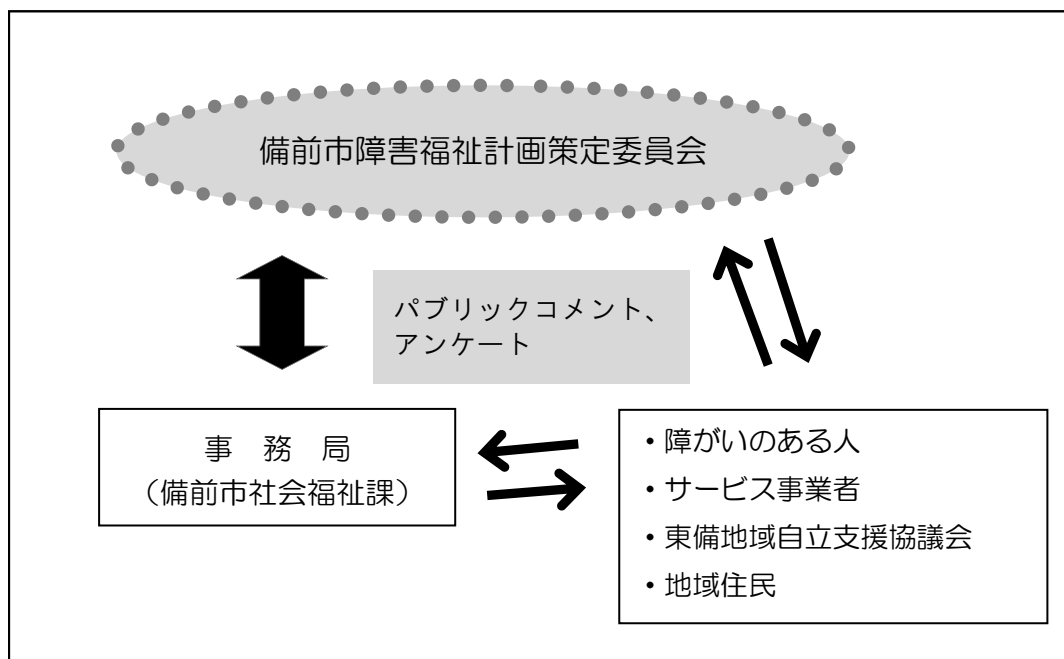 備前市障害福祉計画策定委員会
パブリックコメント、
アンケート
事　務　局
（備前市社会福祉課）
・障がいのある人
・サービス事業者
・東備地域自立支援協議会
・地域住民